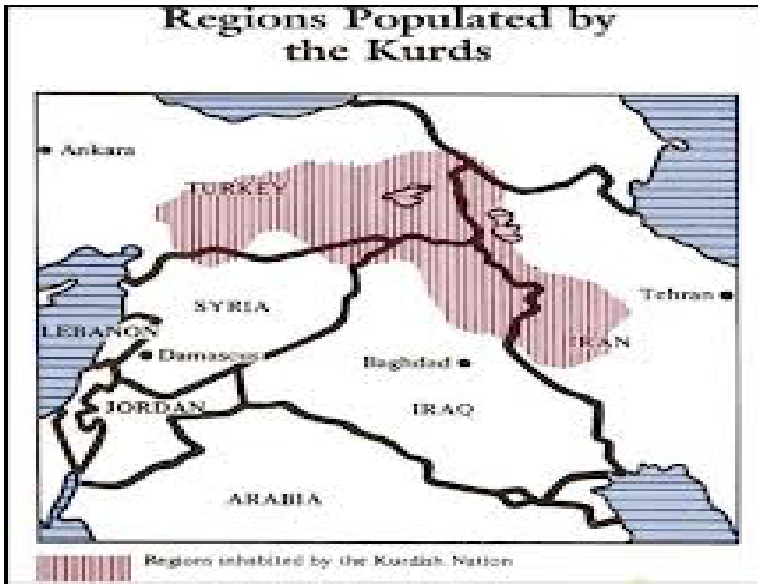 Regions Populated by
the Kurds
Ankara
TURKEY
Tehran
SYRIA
LEBANON
IRAN
Damascus
Baghdad
JORDAN
IRAQ
ARABIA
Regions inhabited by the Kurdish Nation